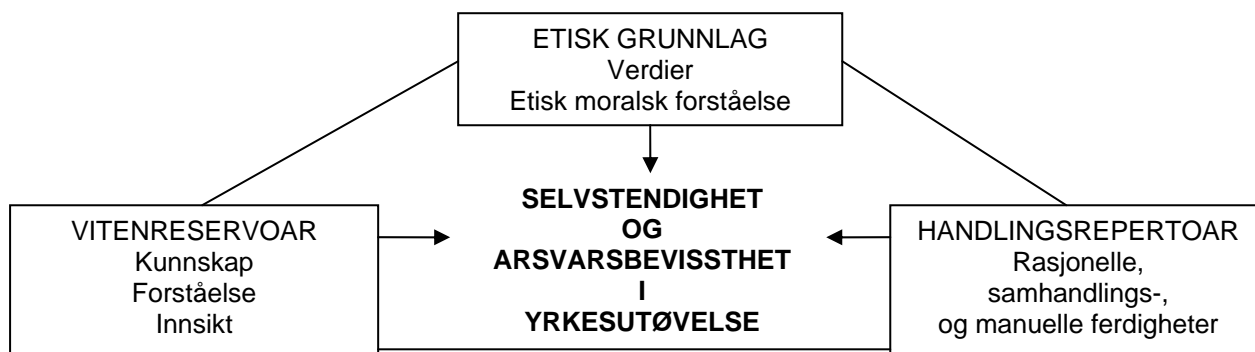 ETISK GRUNNLAG
Verdier
Etisk moralsk forståelse
VITENRESERVOAR
Kunnskap
Forståelse
Innsikt
SELVSTENDIGHET
OG
ARSVARSBEVISSTHET
I
YRKESUTØVELSE
HANDLINGSREPERTOAR
Rasjonelle,
samhandlings-,
og manuelle ferdigheter